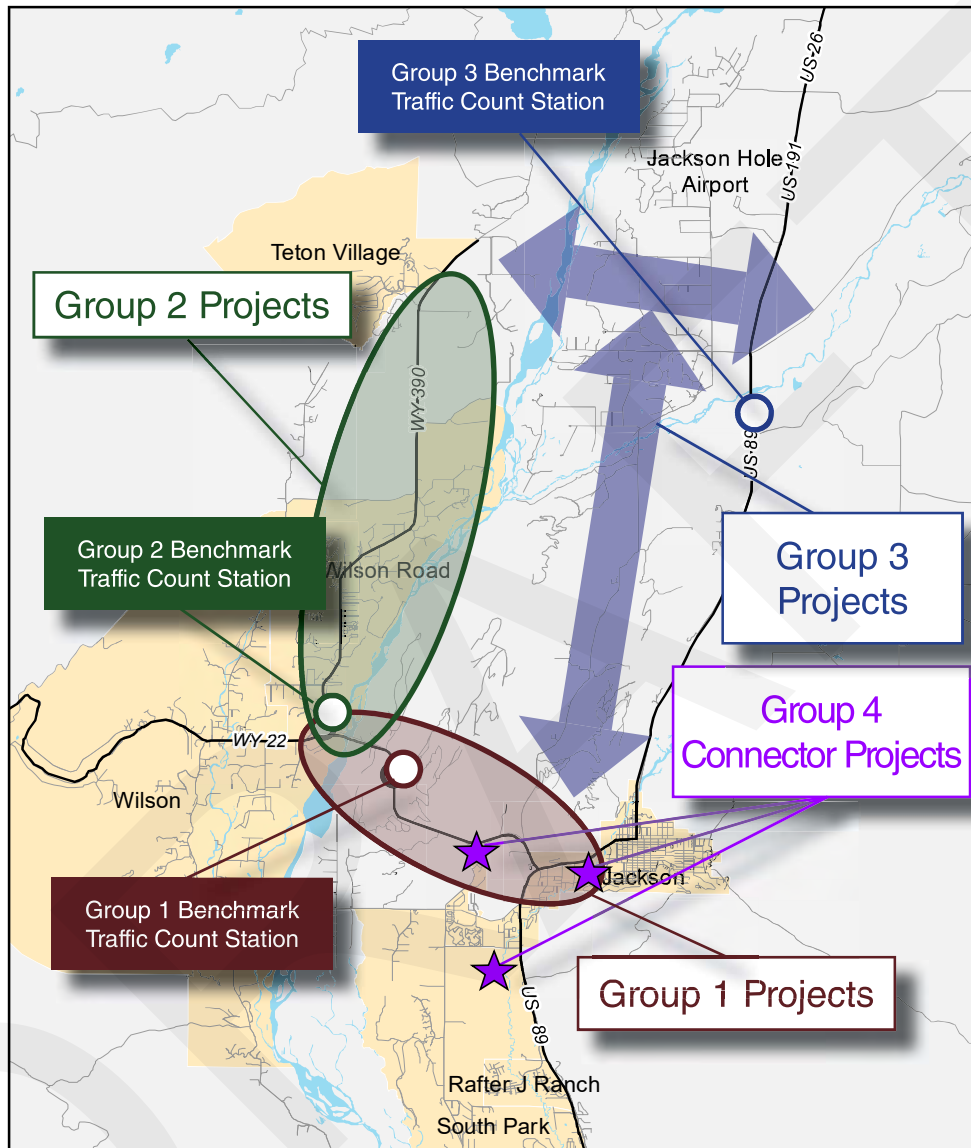 US-26
Group 3 Benchmark
Traffic Count Station
Jackson Hole
Airport
US-191
Teton Village
Group 2 Projects
WY-390
US-89
Group 2 Benchmark
Traffic Count Station
Wilson Road
Group 3
Projects
Group 4
Connector Projects
WY-22
Wilson
Jackson
Group 1 Benchmark
Traffic Count Station
Group 1 Projects
US - 89
Rafter J Ranch
South Park